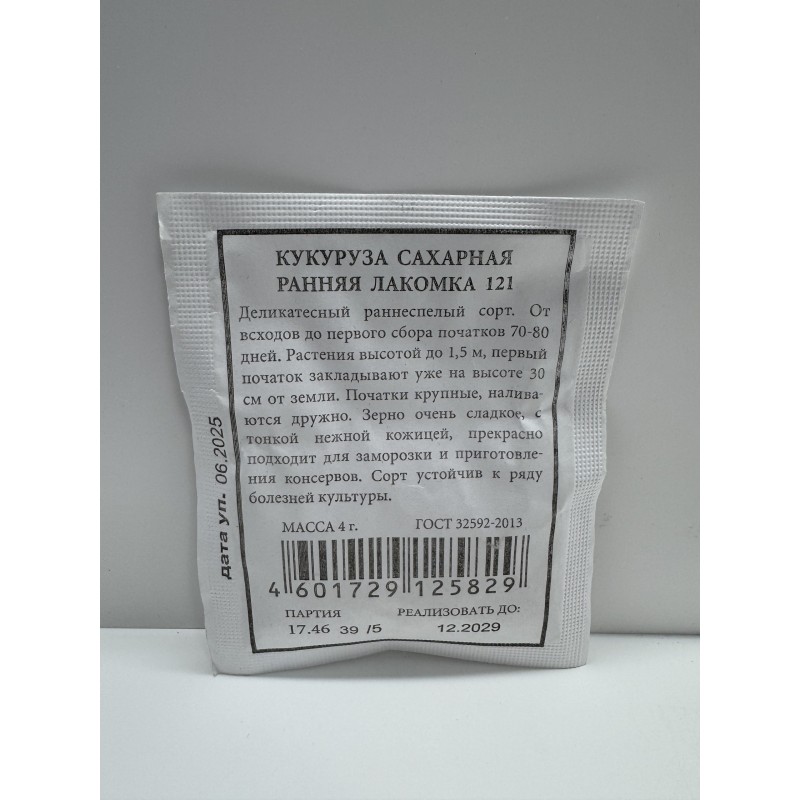 КУКУРУЗА САХАРНАЯ
РАННЯЯ ЛАКОМКА 121
Деликатесный раннеспелый сорт. От
всходов до первого сбора початков 70-80
дней. Растения высотой до 1,5 м, первый
початок закладывают уже на высоте 30
см от земли. Початки крупные, налива-
ются дружно. Зерно очень сладкое, с
тонкой нежной кожицей, прекрасно
подходит для заморозки и приготовле-
ния консервов. Сорт устойчив к ряду
болезней культуры.
МАССА 4 г. ГОСТ 32592-2013
4 601729 125829
ПАРТИЯ РЕАЛИЗОВАТЬ ДО:
17.46 39 /5 12.2029
дата уп. 06.2025